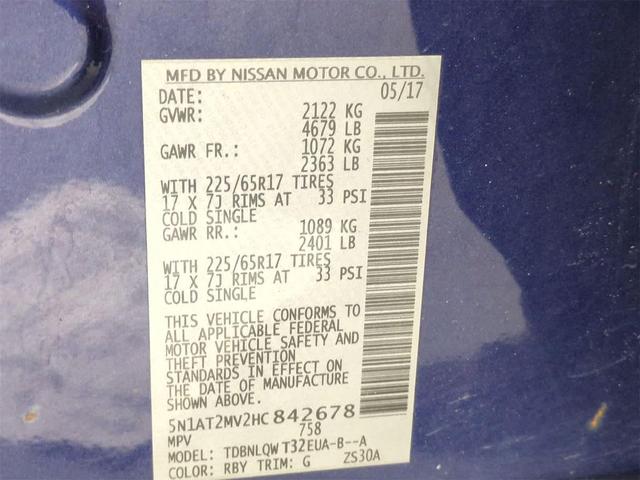 MFD BY NISSAN MOTOR CO., LTD.
DATE: 05/17
GVWR: 2122 KG
4679 LB
GAWR FR.: 1072 KG
2363 LB
WITH 225/65R17 TIRES
17 X 7J RIMS AT 33 PSI
COLD SINGLE
GAWR RR.: 1089 KG
2401 LB
WITH 225/65R17 TIRES
17 X 7J RIMS AT 33 PSI
COLD SINGLE
THIS VEHICLE CONFORMS TO
ALL APPLICABLE FEDERAL
MOTOR VEHICLE SAFETY AND
THEFT PREVENTION
STANDARDS IN EFFECT ON
THE DATE OF MANUFACTURE
SHOWN ABOVE.
5N1AT2MV2HC842678
MPV 758
MODEL: TDBNLQW T32EUA-B--A
COLOR: RBY TRIM: G ZS30A